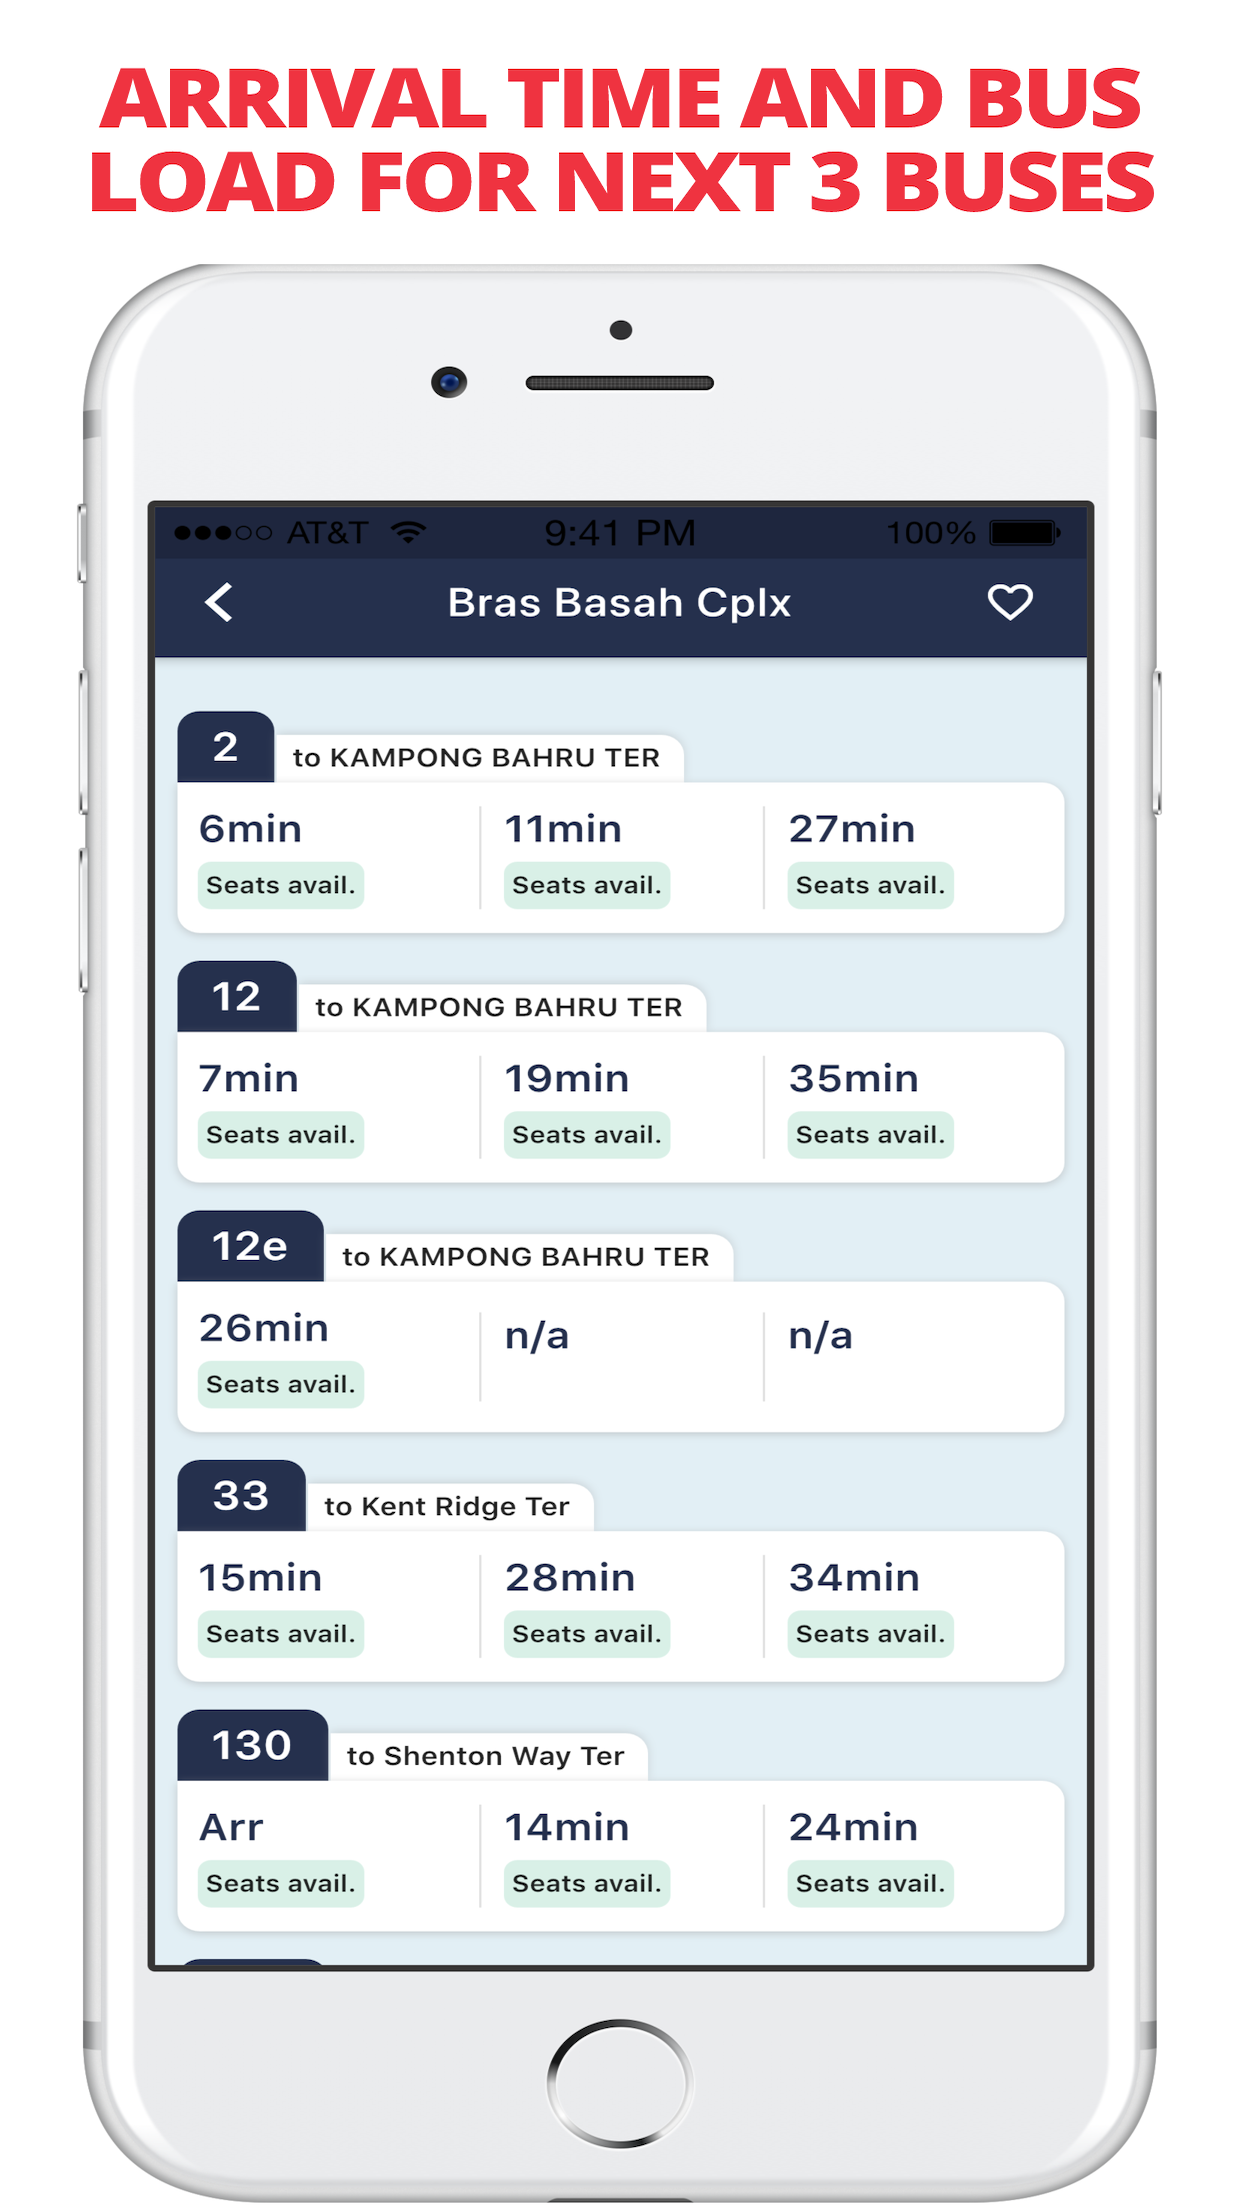 ARRIVAL TIME AND BUS
LOAD FOR NEXT 3 BUSES
AT&T 9:41 PM 100%
Bras Basah Cplx
2 to KAMPONG BAHRU TER
6min 11min 27min
Seats avail. Seats avail. Seats avail.
12 to KAMPONG BAHRU TER
7min 19min 35min
Seats avail. Seats avail. Seats avail.
12e to KAMPONG BAHRU TER
26min n/a n/a
Seats avail.
33 to Kent Ridge Ter
15min 28min 34min
Seats avail. Seats avail. Seats avail.
130 to Shenton Way Ter
Arr 14min 24min
Seats avail. Seats avail. Seats avail.